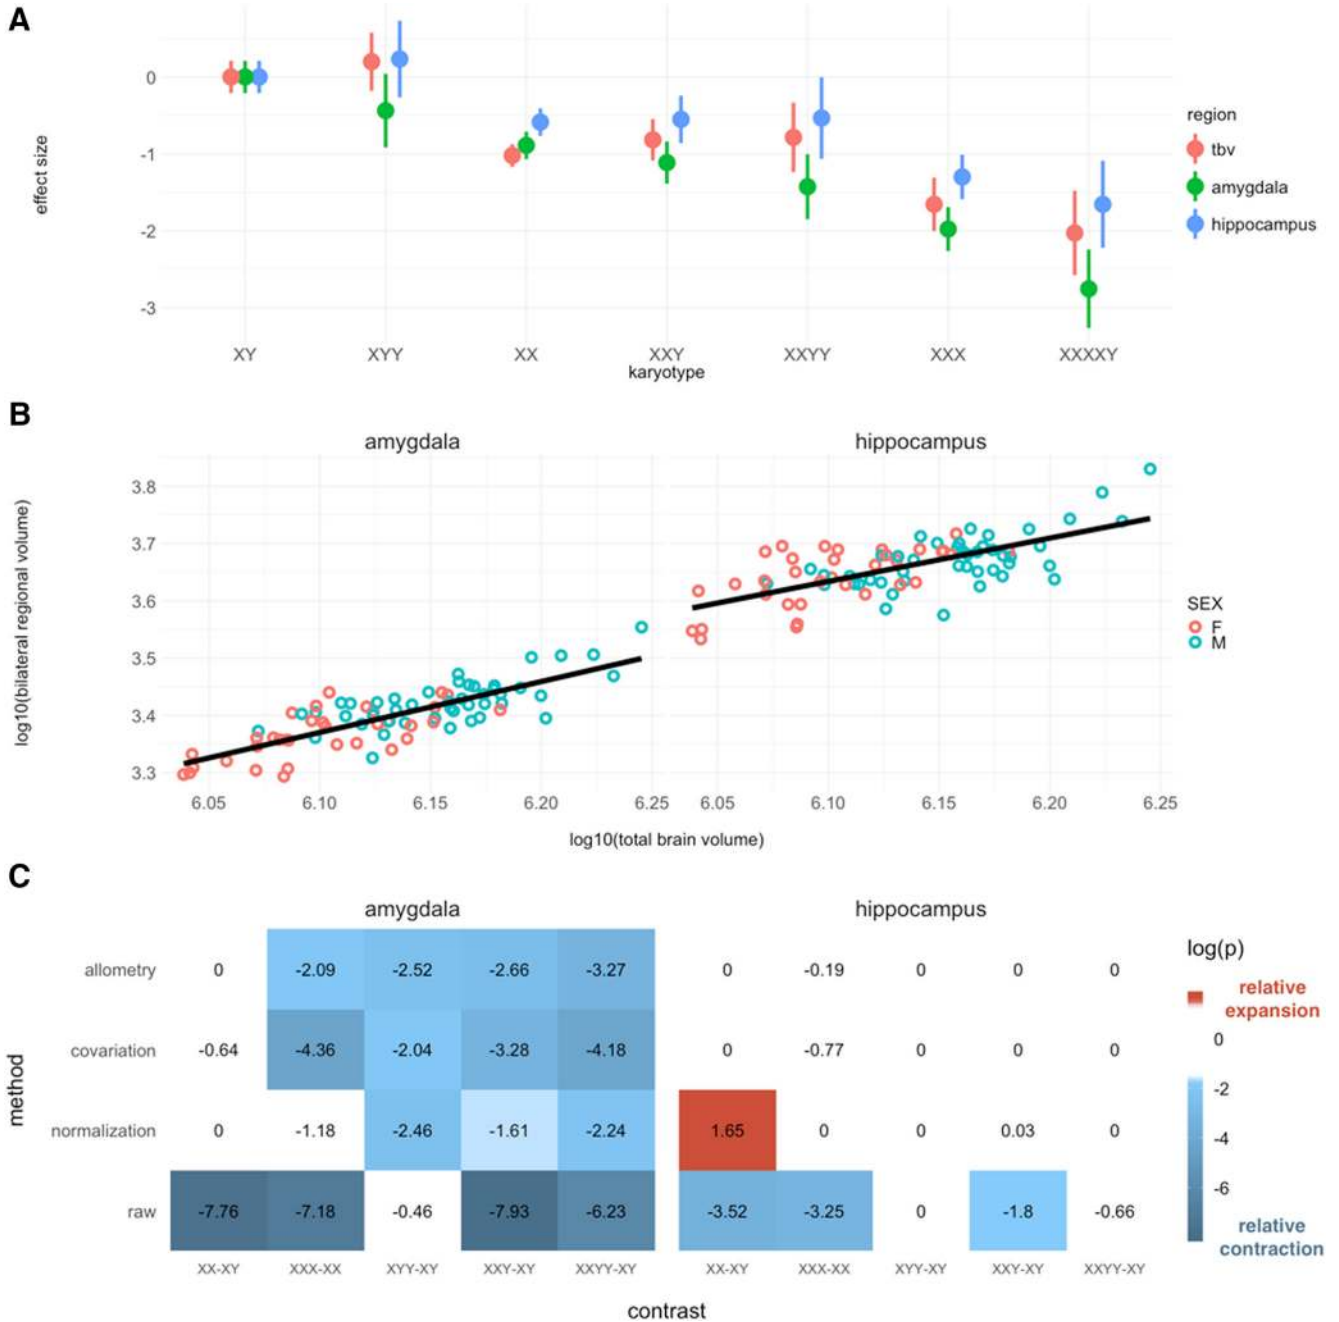 A
effect size
0
-1
-2
-3
XY XYY XX XXY XXYY XXX XXXXY
karyotype
region
tbv
amygdala
hippocampus
B
amygdala hippocampus
log10(bilateral regional volume)
3.8
3.7
3.6
3.5
3.4
3.3
6.05 6.10 6.15 6.20 6.25 6.05 6.10 6.15 6.20 6.25
log10(total brain volume)
SEX
F
M
C
amygdala hippocampus
method
allometry 0 -2.09 -2.52 -2.66 -3.27 0 -0.19 0 0 0
covariation -0.64 -4.36 -2.04 -3.28 -4.18 0 -0.77 0 0 0
normalization 0 -1.18 -2.46 -1.61 -2.24 1.65 0 0 0.03 0
raw -7.76 -7.18 -0.46 -7.93 -6.23 -3.52 -3.25 0 -1.8 -0.66
XX-XY XXX-XX XYY-XY XXY-XY XXYY-XY XX-XY XXX-XX XYY-XY XXY-XY XXYY-XY
contrast
log(p)
relative
expansion
0
-2
-4
-6
relative
contraction